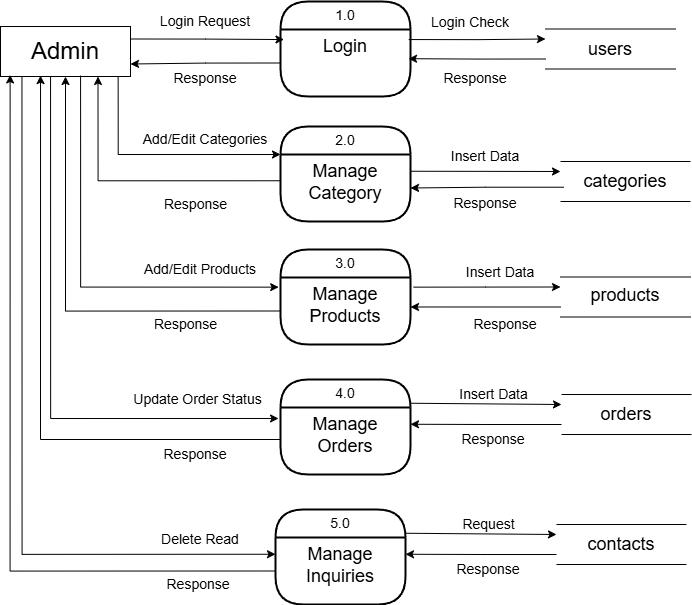 Admin
Login Request
1.0
Login
Login Check
users
Response
Response
Add/Edit Categories
2.0
Manage
Category
Insert Data
categories
Response
Response
Add/Edit Products
3.0
Manage
Products
Insert Data
products
Response
Response
Update Order Status
4.0
Manage
Orders
Insert Data
orders
Response
Response
Delete Read
5.0
Manage
Inquiries
Request
contacts
Response
Response